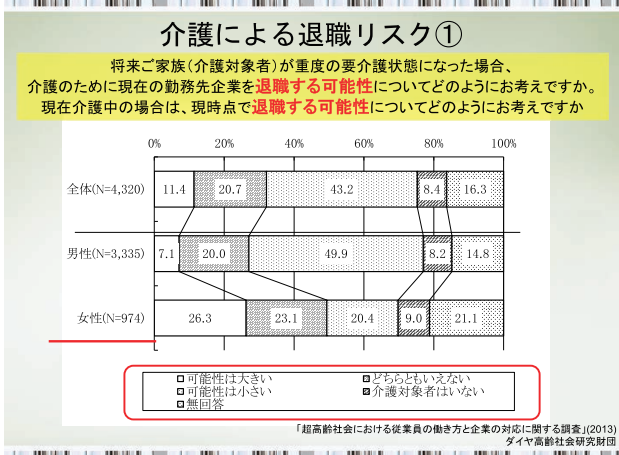 介護による退職リスク①
将来ご家族(介護対象者)が重度の要介護状態になった場合、
介護のために現在の勤務先企業を退職する可能性についてどのようにお考えですか。
現在介護中の場合は、現時点で退職する可能性についてどのようにお考えですか
0% 20% 40% 60% 80% 100%
全体(N=4,320) 11.4 20.7 43.2 8.4 16.3
男性(N=3,335) 7.1 20.0 49.9 8.2 14.8
女性(N=974) 26.3 23.1 20.4 9.0 21.1
可能性は大きい どちらともいえない
可能性は小さい 介護対象者はいない
無回答
「超高齢社会における従業員の働き方と企業の対応に関する調査」(2013)
ダイヤ高齢社会研究財団